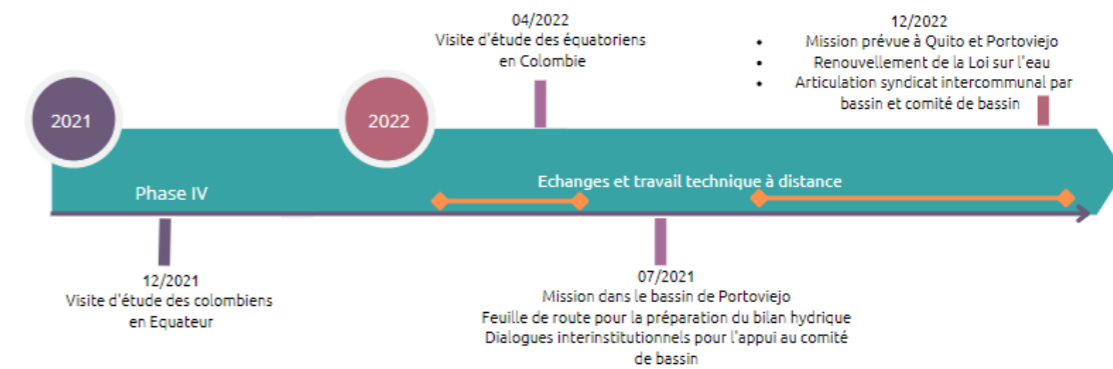 04/2022
Visite d'étude des équatoriens
en Colombie
12/2022
• Mission prévue à Quito et Portoviejo
• Renouvellement de la Loi sur l'eau
• Articulation syndicat intercommunal par
bassin et comité de bassin
2021
2022
Phase IV
Echanges et travail technique à distance
12/2021
Visite d'étude des colombiens
en Equateur
07/2021
Mission dans le bassin de Portoviejo
Feuille de route pour la préparation du bilan hydrique
Dialogues interinstitutionnels pour l'appui au comité
de bassin